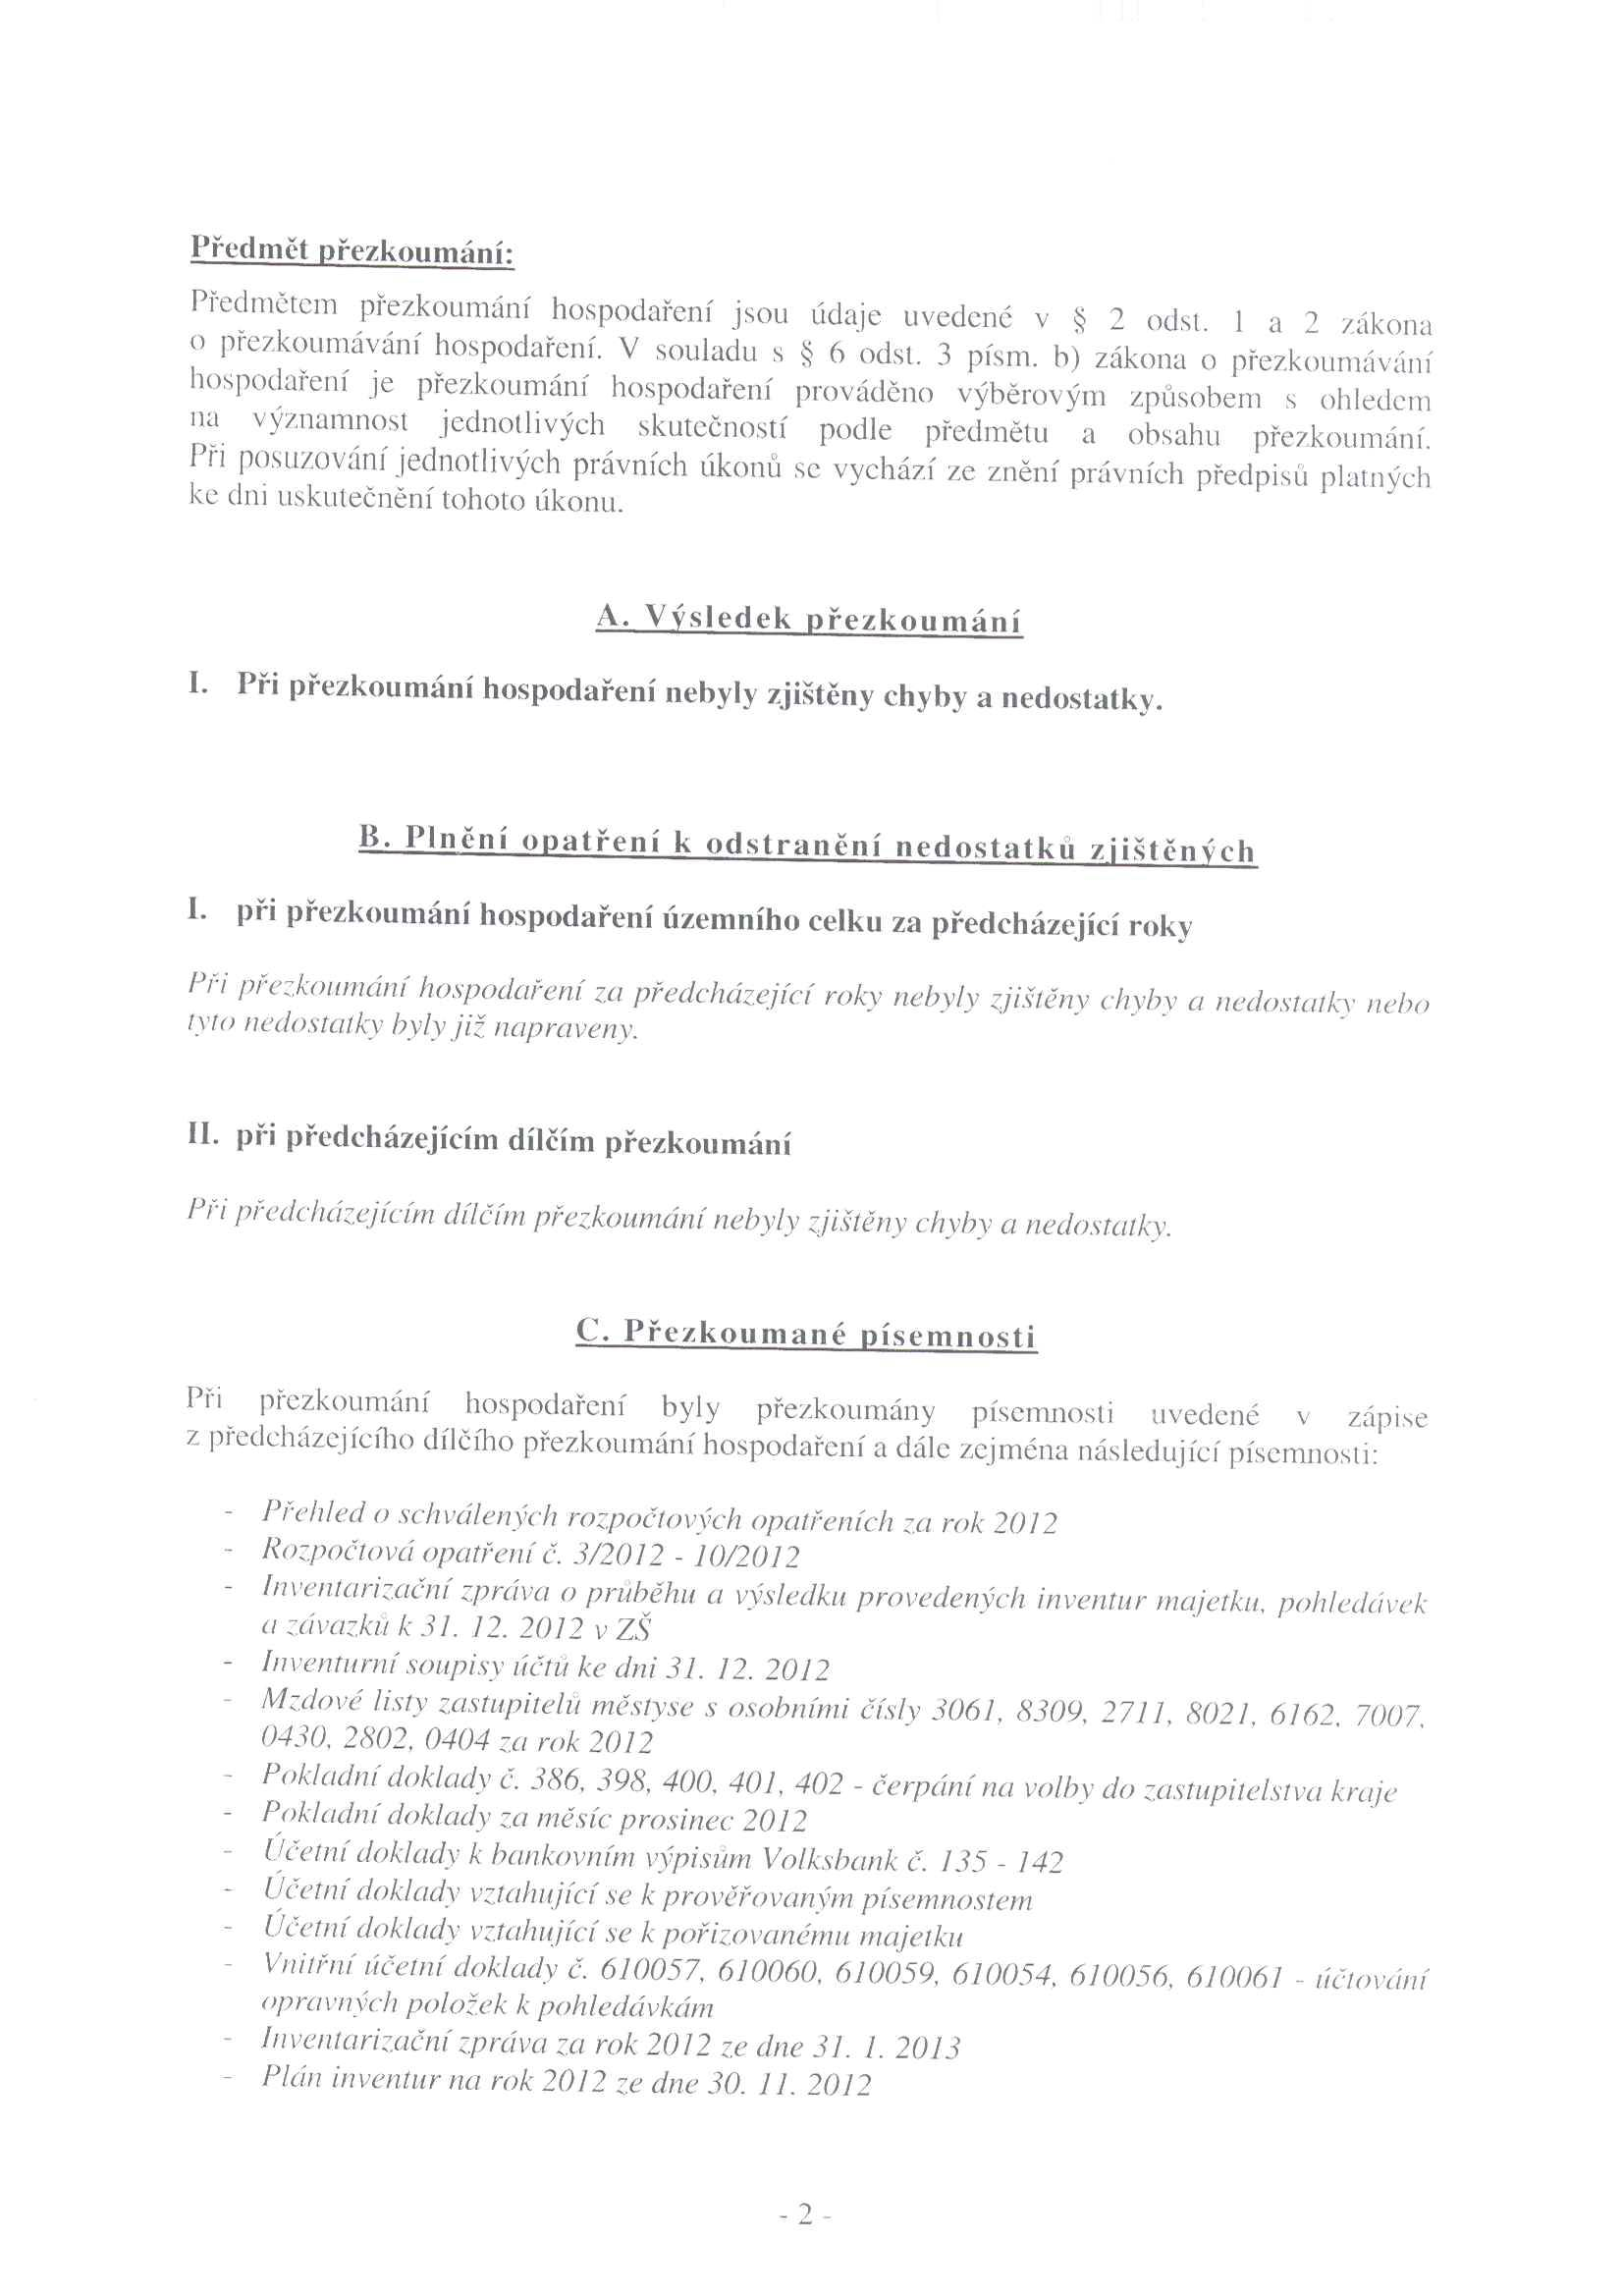 Předmět přezkoumání:
Předmětem přezkoumání hospodaření jsou údaje uvedené v § 2 odst. 1 a 2 zákona
o přezkoumávání hospodaření. V souladu s § 6 odst. 3 písm. b) zákona o přezkoumávání
hospodaření je přezkoumání hospodaření prováděno výběrovým způsobem s ohledem
na významnost jednotlivých skutečností podle předmětu a obsahu přezkoumání.
Při posuzování jednotlivých právních úkonů se vychází ze znění právních předpisů platných
ke dni uskutečnění tohoto úkonu.
A. Výsledek přezkoumání
I. Při přezkoumání hospodaření nebyly zjištěny chyby a nedostatky.
B. Plnění opatření k odstranění nedostatků zjištěných
I. při přezkoumání hospodaření územního celku za předcházející roky
Při přezkoumání hospodaření za předcházející roky nebyly zjištěny chyby a nedostatky nebo
tyto nedostatky byly již napraveny.
II. při předcházejícím dílčím přezkoumání
Při předcházejícím dílčím přezkoumání nebyly zjištěny chyby a nedostatky.
C. Přezkoumané písemnosti
Při přezkoumání hospodaření byly přezkoumány písemnosti uvedené v zápise
z předcházejícího dílčího přezkoumání hospodaření a dále zejména následující písemnosti:
- Přehled o schválených rozpočtových opatřeních za rok 2012
- Rozpočtová opatření č. 3/2012 - 10/2012
- Inventarizační zpráva o průběhu a výsledku provedených inventur majetku, pohledávek
a závazků k 31. 12. 2012 v ZŠ
- Inventurní soupisy účtů ke dni 31. 12. 2012
- Mzdové listy zastupitelů městyse s osobními čísly 3061, 8309, 2711, 8021, 6162, 7007,
0430, 2802, 0404 za rok 2012
- Pokladní doklady č. 386, 398, 400, 401, 402 - čerpání na volby do zastupitelstva kraje
- Pokladní doklady za měsíc prosinec 2012
- Účetní doklady k bankovním výpisům Volksbank č. 135 - 142
- Účetní doklady vztahující se k prověřovaným písemnostem
- Účetní doklady vztahující se k pořizovanému majetku
- Vnitřní účetní doklady č. 610057, 610060, 610059, 610054, 610056, 610061 - účtování
opravných položek k pohledávkám
- Inventarizační zpráva za rok 2012 ze dne 31. 1. 2013
- Plán inventur na rok 2012 ze dne 30. 11. 2012
- 2 -